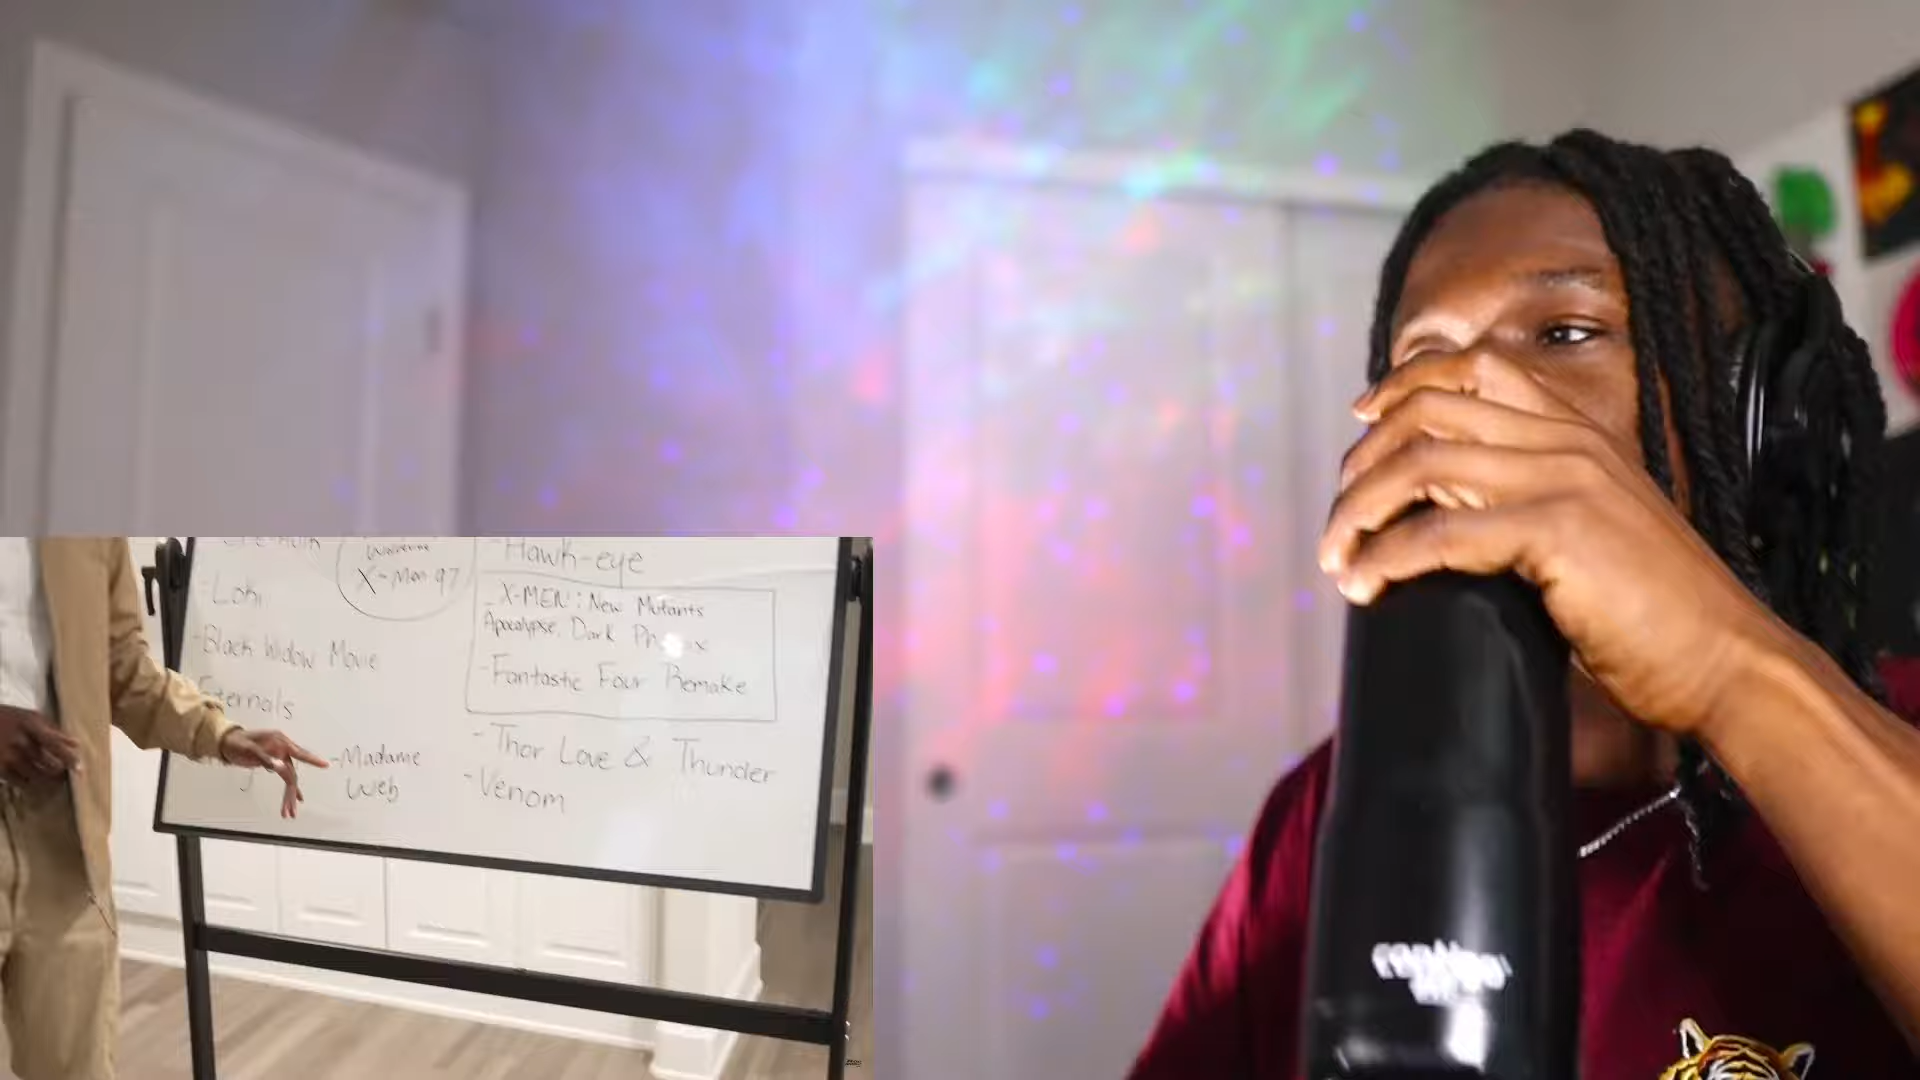 Hawk-eye
X-Men 97
- Loki
- X-MEN: New Mutants
Apocalypse, Dark
- Black Widow Movie
- Fantastic Four Remake
Eternals
- Thor Love & Thunder
- Madame
Web
- Venom